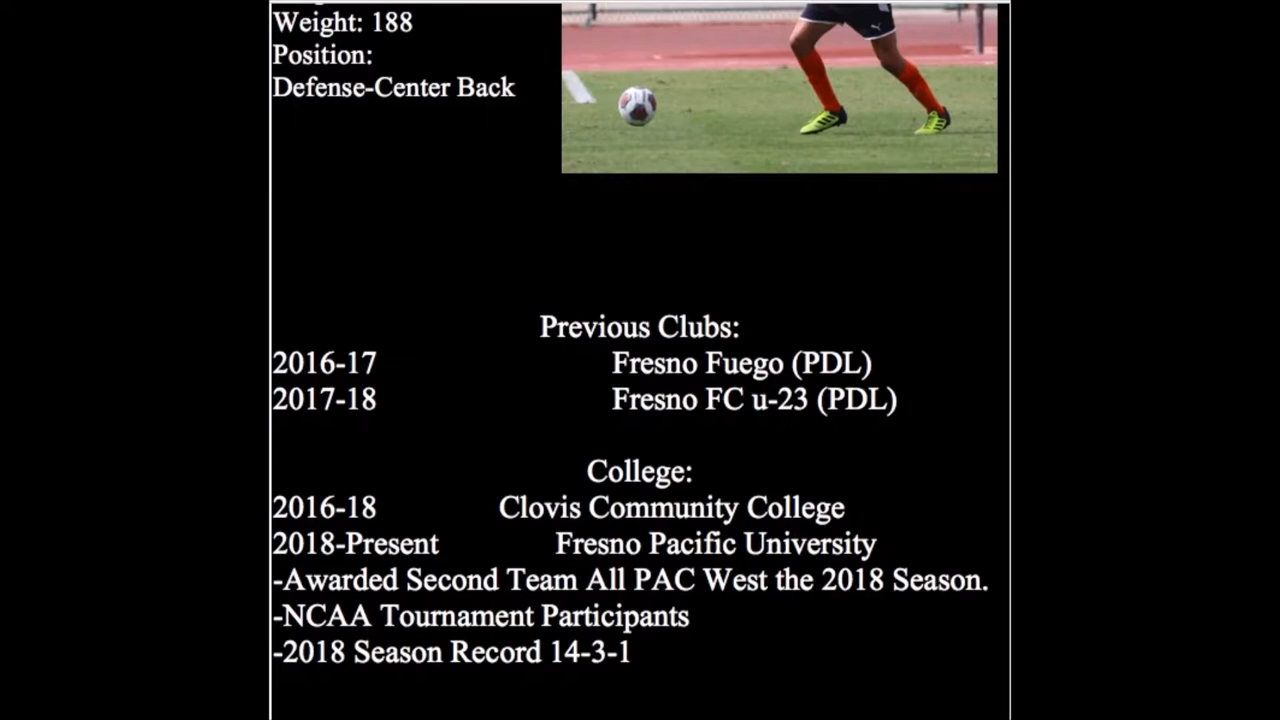 Weight: 188
Position:
Defense-Center Back
Previous Clubs:
2016-17 Fresno Fuego (PDL)
2017-18 Fresno FC u-23 (PDL)
College:
2016-18 Clovis Community College
2018-Present Fresno Pacific University
-Awarded Second Team All PAC West the 2018 Season.
-NCAA Tournament Participants
-2018 Season Record 14-3-1